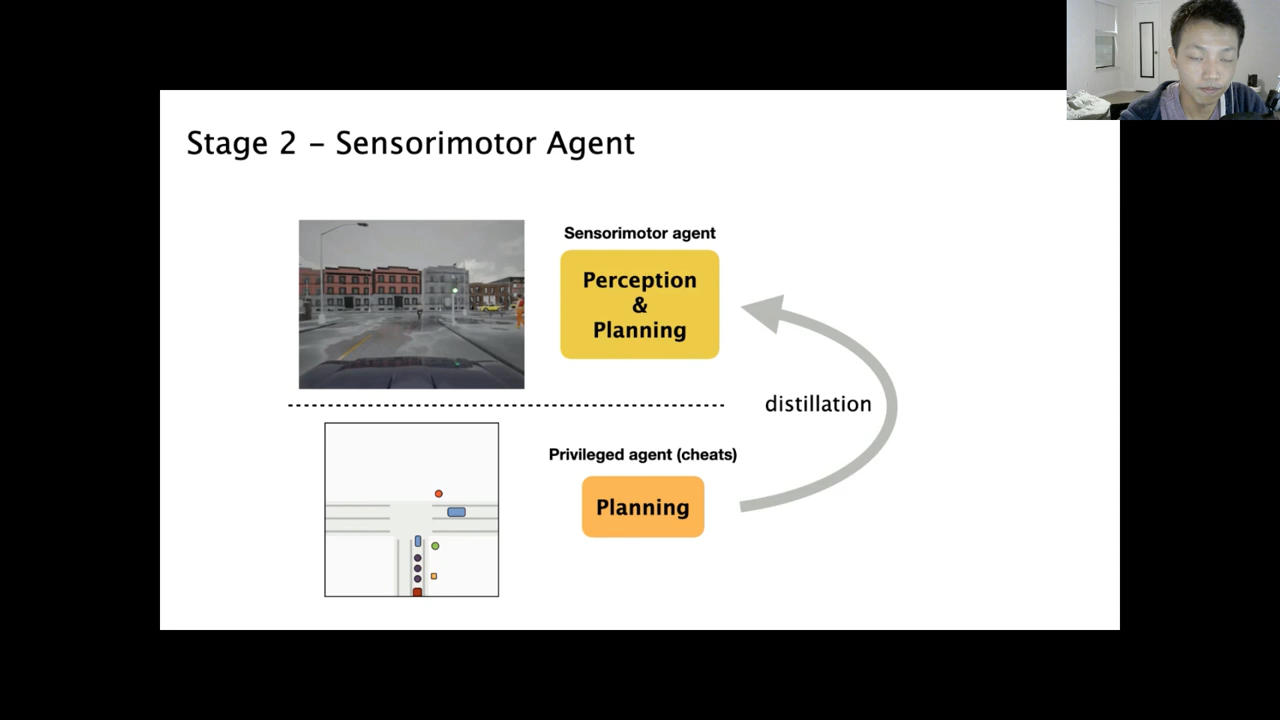 Stage 2 – Sensorimotor Agent
Sensorimotor agent
Perception
&
Planning
distillation
Privileged agent (cheats)
Planning